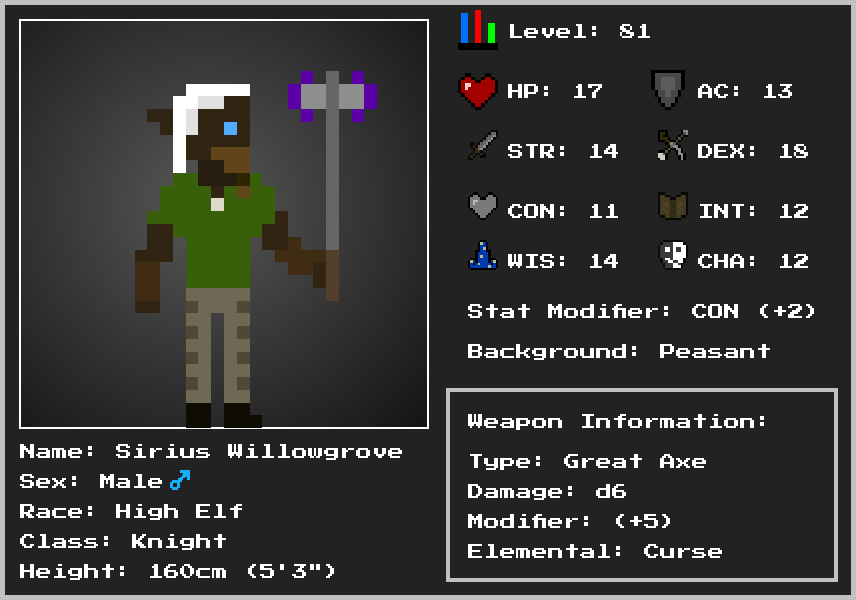 Level: 81
HP: 17 AC: 13
STR: 14 DEX: 18
CON: 11 INT: 12
WIS: 14 CHA: 12
Stat Modifier: CON (+2)
Background: Peasant
Weapon Information:
Type: Great Axe
Damage: d6
Modifier: (+5)
Elemental: Curse
Name: Sirius Willowgrove
Sex: Male♂
Race: High Elf
Class: Knight
Height: 160cm (5'3")